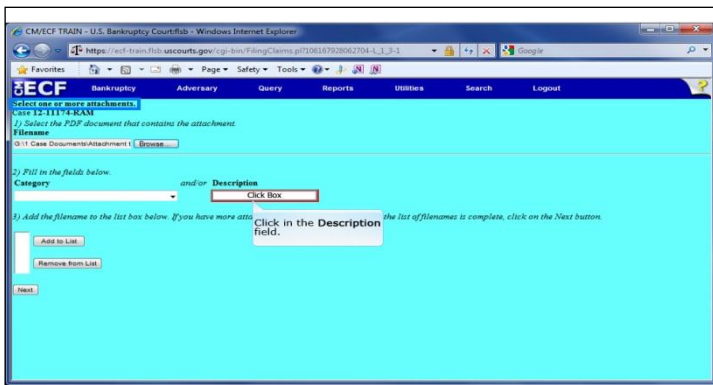 CM/ECF TRAIN - U.S. Bankruptcy Court:flsb - Windows Internet Explorer
https://ecf-train.flsb.uscourts.gov/cgi-bin/FilingClaims.pl?106167928062704-L_1_3-1
Google
Favorites Page Safety Tools
ECF Bankruptcy Adversary Query Reports Utilities Search Logout ?
Select one or more attachments.
Case 12-11174-RAM
1) Select the PDF document that contains the attachment.
Filename
G:\1 Case Documents\Attachment t Browse...
2) Fill in the fields below.
Category and/or Description
Click Box
3) Add the filename to the list box below. If you have more atta the list of filenames is complete, click on the Next button.
Click in the Description
field.
Add to List
Remove from List
Next